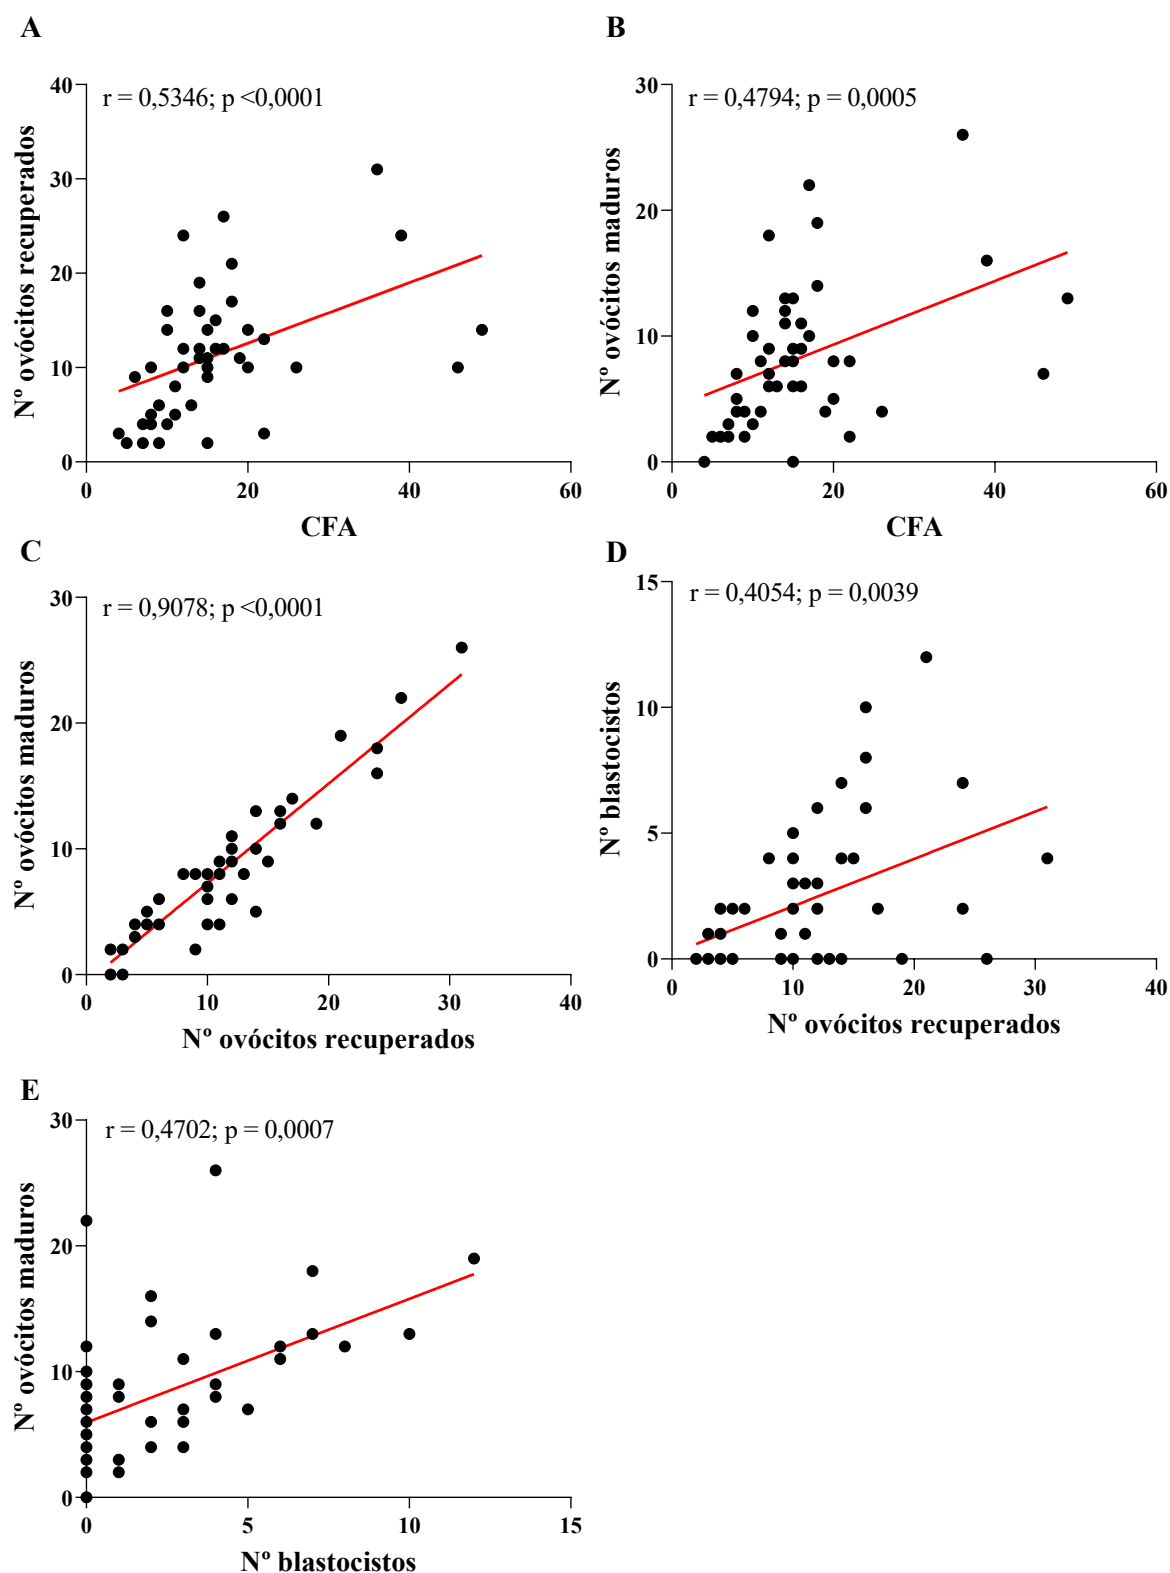 A
r = 0,5346; p <0,0001
Nº ovócitos recuperados
40
30
20
10
0
0 20 40 60
CFA
B
r = 0,4794; p = 0,0005
Nº ovócitos maduros
30
20
10
0
0 20 40 60
CFA
C
r = 0,9078; p <0,0001
Nº ovócitos maduros
30
20
10
0
0 10 20 30 40
Nº ovócitos recuperados
D
r = 0,4054; p = 0,0039
Nº blastocistos
15
10
5
0
0 10 20 30 40
Nº ovócitos recuperados
E
r = 0,4702; p = 0,0007
Nº ovócitos maduros
30
20
10
0
0 5 10 15
Nº blastocistos